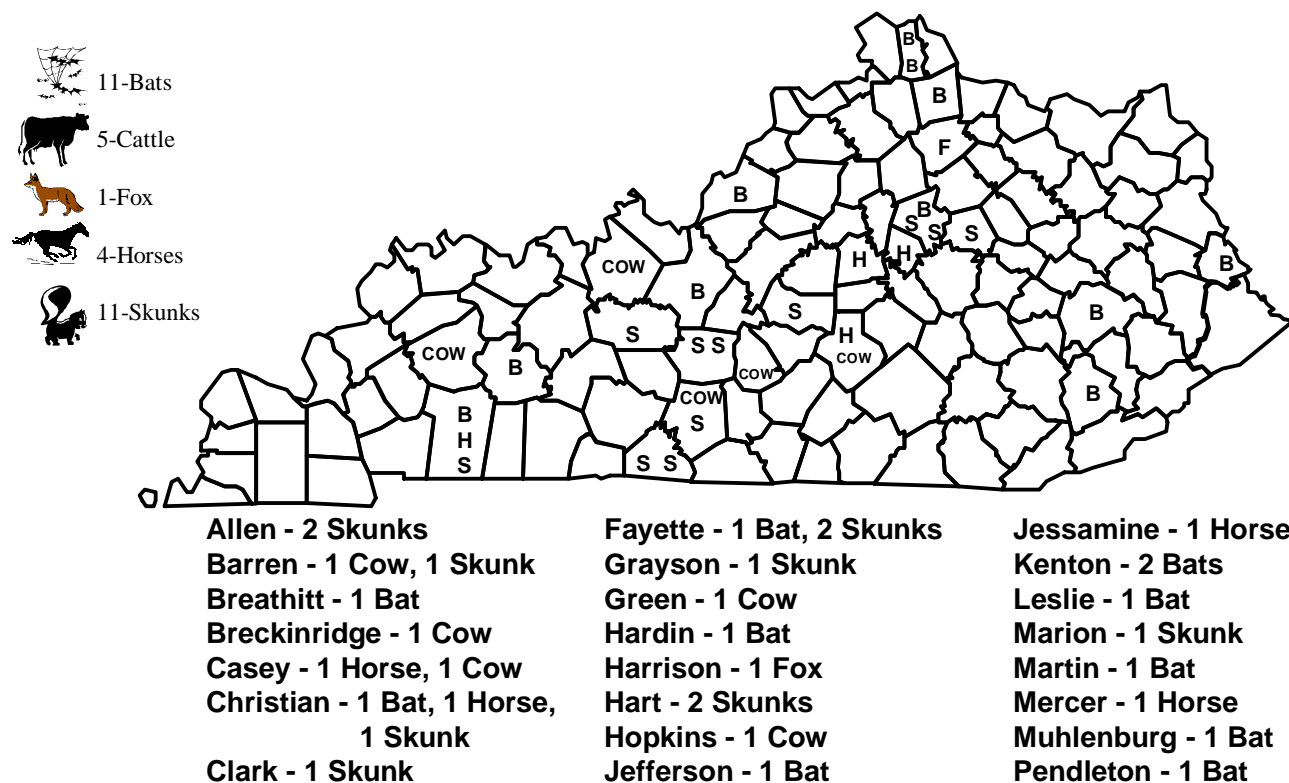 11-Bats
5-Cattle
1-Fox
4-Horses
11-Skunks
B
B
B
F
B
B
S
S
S
H
H
B
COW
B
S
B
S
S S
H
COW
COW
COW
B
B
COW
S
B
H
S
S S
Allen - 2 Skunks
Barren - 1 Cow, 1 Skunk
Breathitt - 1 Bat
Breckinridge - 1 Cow
Casey - 1 Horse, 1 Cow
Christian - 1 Bat, 1 Horse,
1 Skunk
Clark - 1 Skunk
Fayette - 1 Bat, 2 Skunks
Grayson - 1 Skunk
Green - 1 Cow
Hardin - 1 Bat
Harrison - 1 Fox
Hart - 2 Skunks
Hopkins - 1 Cow
Jefferson - 1 Bat
Jessamine - 1 Horse
Kenton - 2 Bats
Leslie - 1 Bat
Marion - 1 Skunk
Martin - 1 Bat
Mercer - 1 Horse
Muhlenburg - 1 Bat
Pendleton - 1 Bat